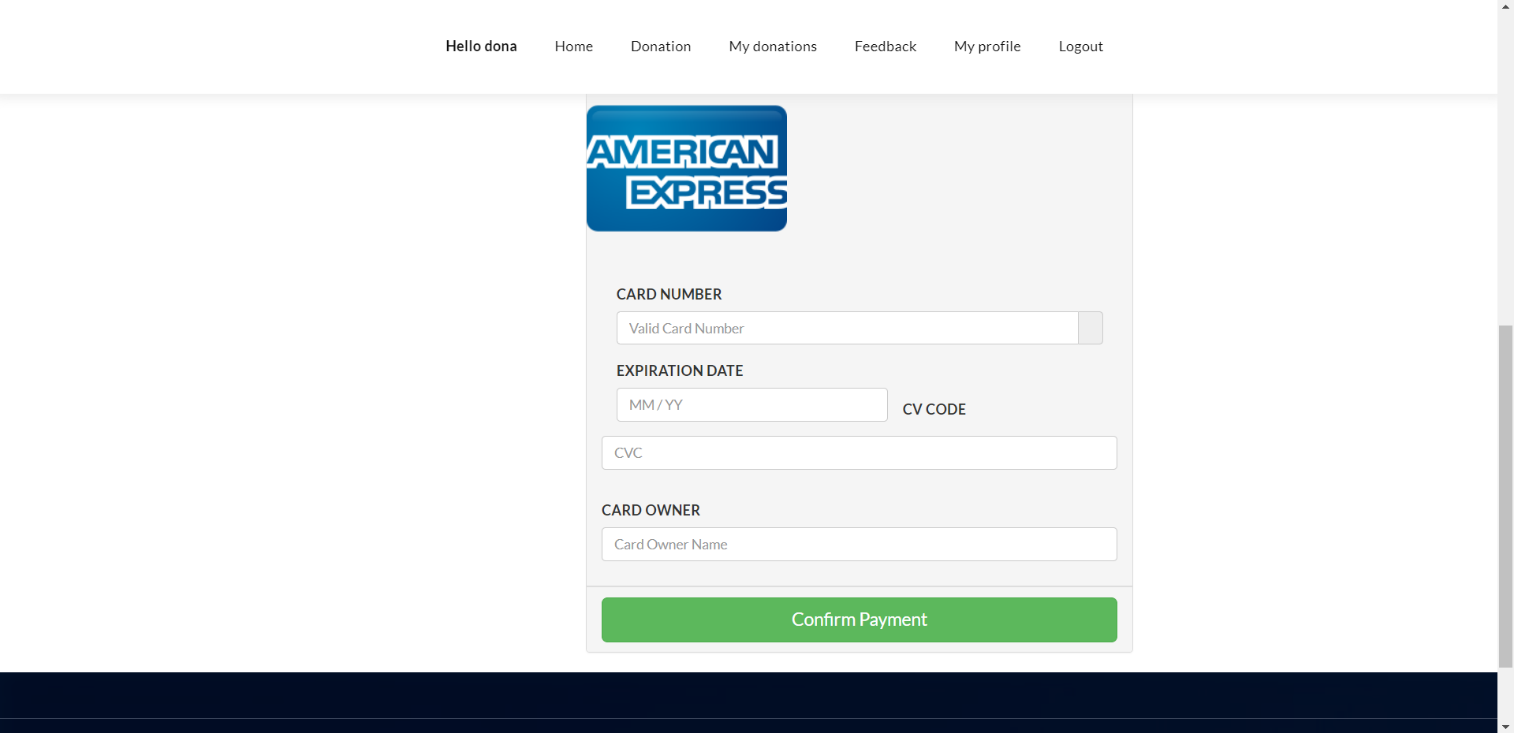 Hello dona Home Donation My donations Feedback My profile Logout
AMERICAN
EXPRESS
CARD NUMBER
Valid Card Number
EXPIRATION DATE
MM / YY
CV CODE
CVC
CARD OWNER
Card Owner Name
Confirm Payment